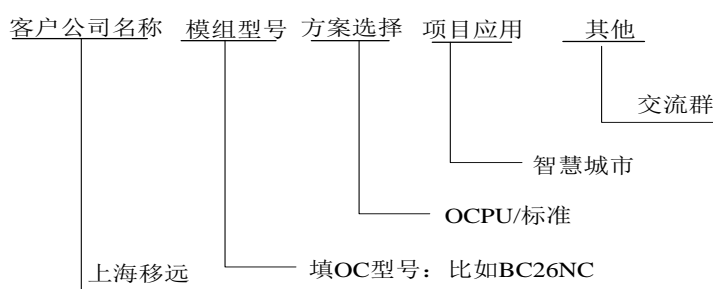 客户公司名称 模组型号 方案选择 项目应用 其他
交流群
智慧城市
OCPU/标准
上海移远 填OC型号：比如BC26NC